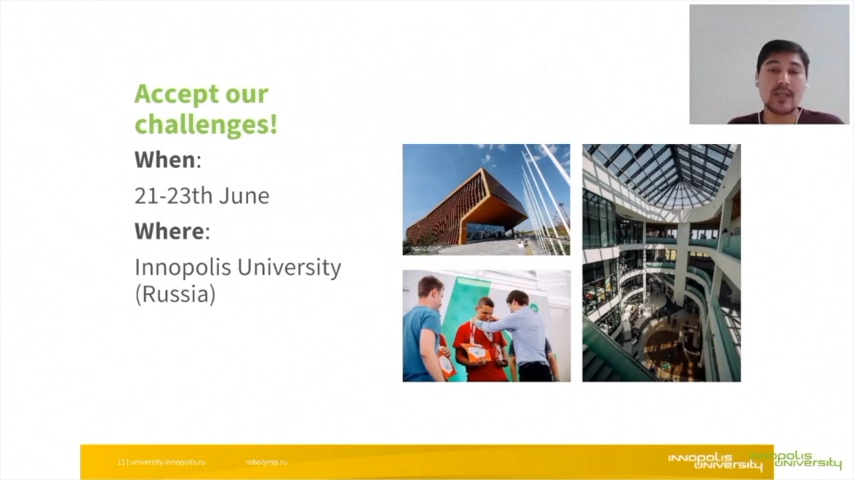 Accept our
challenges!
When:
21-23th June
Where:
Innopolis University
(Russia)
11 | university.innopolis.ru
robolymp.ru
INNOPOLIS
UNIVERSITY
INNOPOLIS
UNIVERSITY